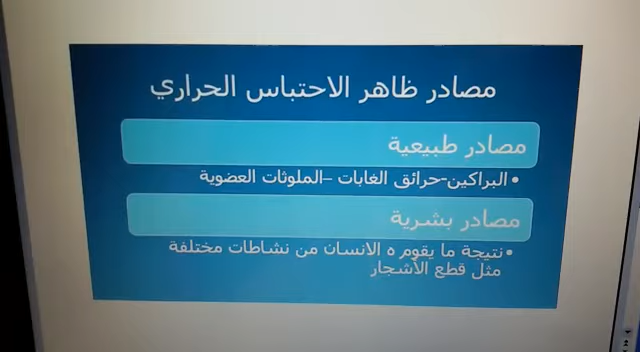 مصادر ظاهر الاحتباس الحراري
مصادر طبيعية
• البراكين-حرائق الغابات –الملوثات العضوية
مصادر بشرية
• نتيجة ما يقوم ه الانسان من نشاطات مختلفة
مثل قطع الأشجار